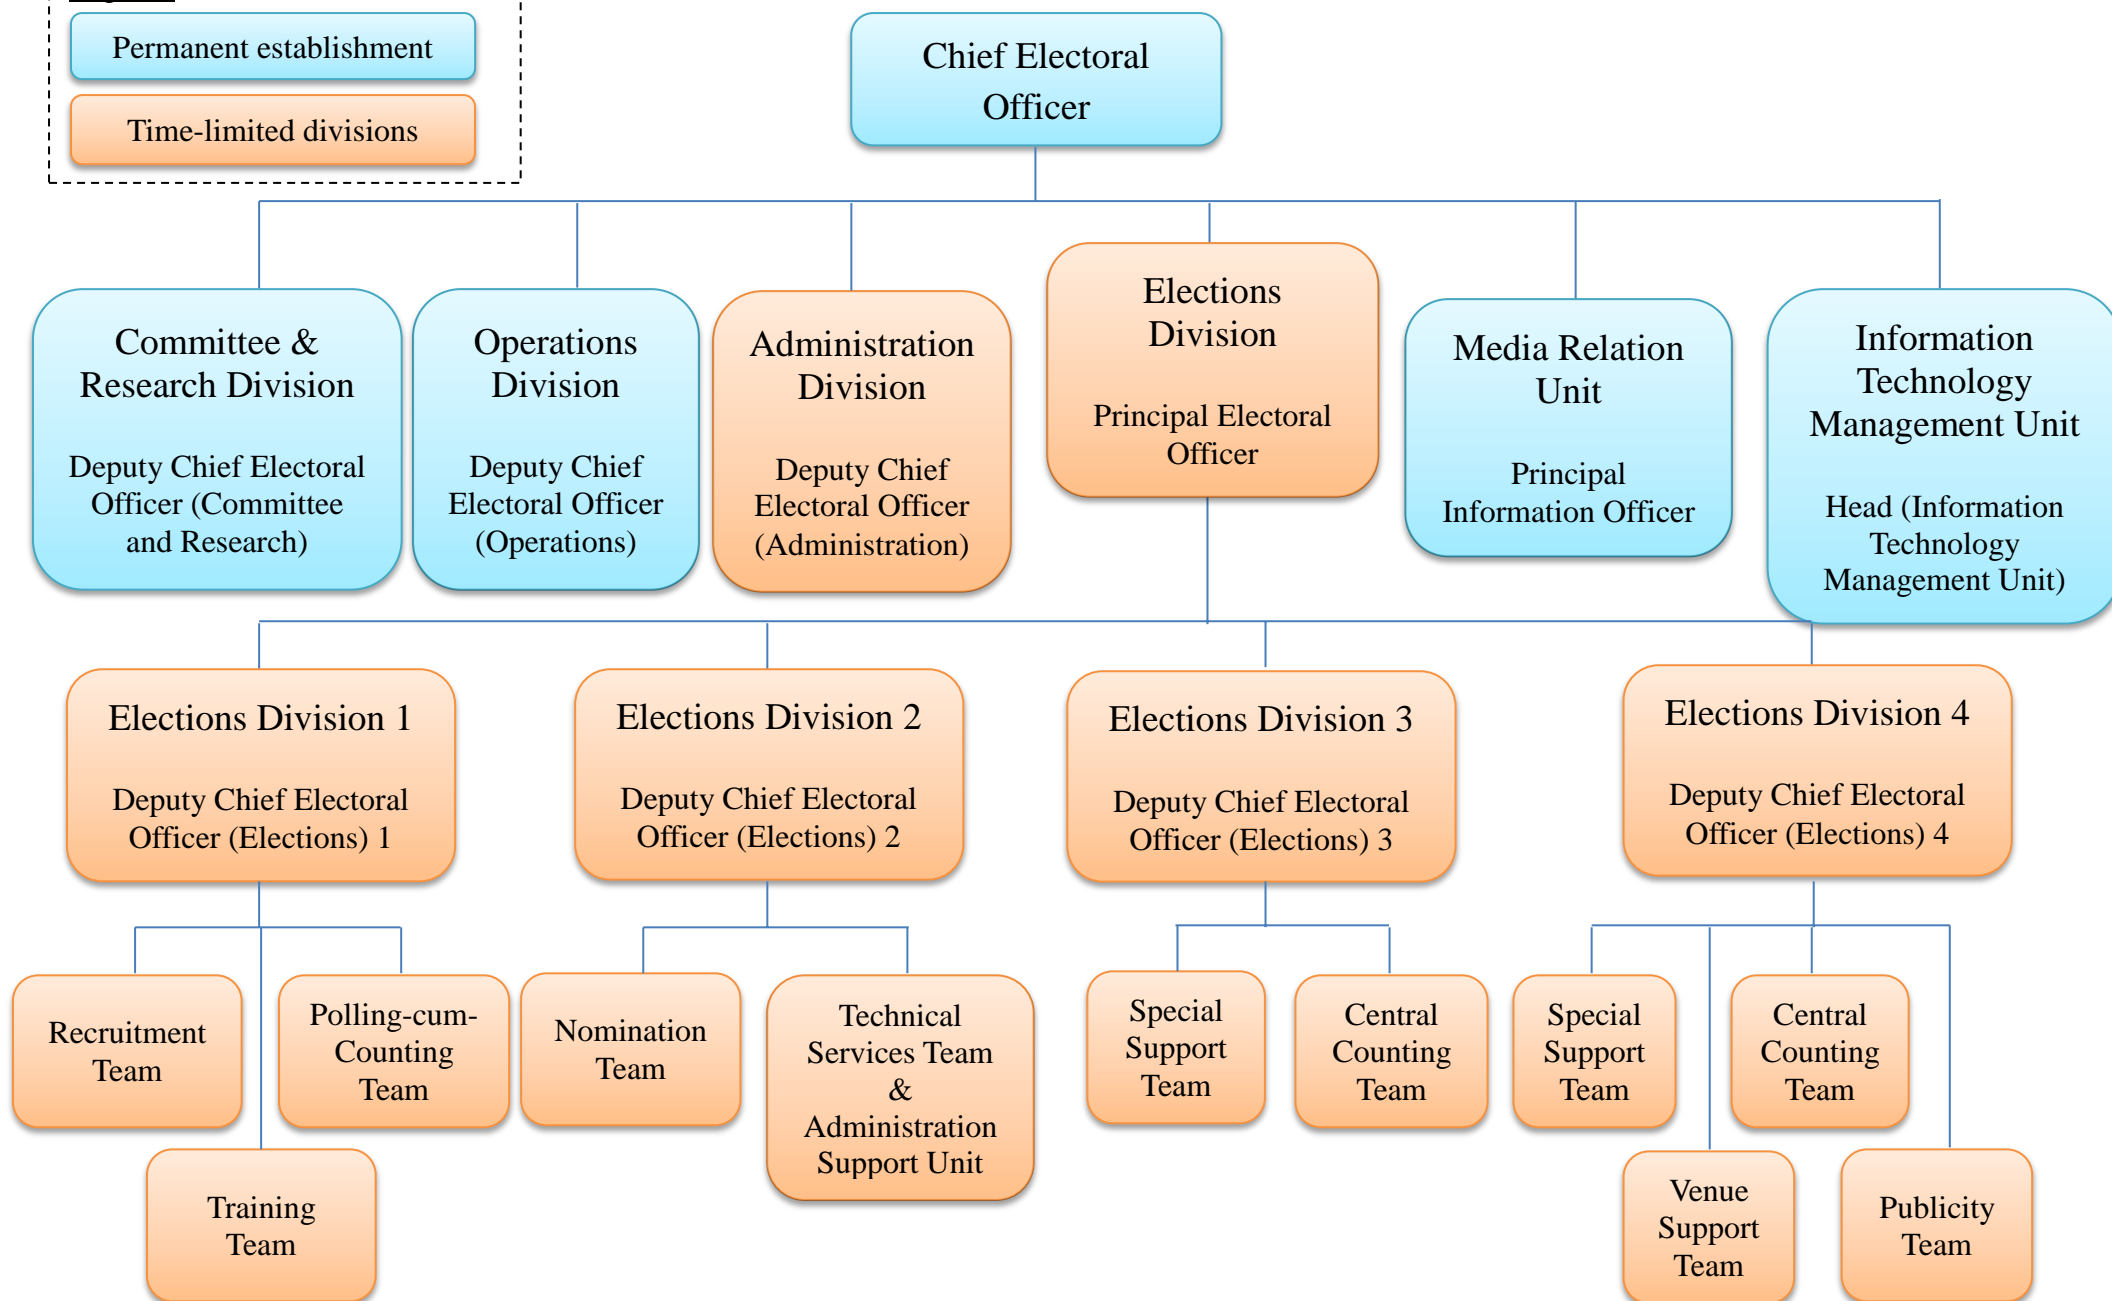 Permanent establishment
Time-limited divisions
Chief Electoral
Officer
Committee &
Research Division
Deputy Chief Electoral
Officer (Committee
and Research)
Operations
Division
Deputy Chief
Electoral Officer
(Operations)
Administration
Division
Deputy Chief
Electoral Officer
(Administration)
Elections
Division
Principal Electoral
Officer
Media Relation
Unit
Principal
Information Officer
Information
Technology
Management Unit
Head (Information
Technology
Management Unit)
Elections Division 1
Deputy Chief Electoral
Officer (Elections) 1
Elections Division 2
Deputy Chief Electoral
Officer (Elections) 2
Elections Division 3
Deputy Chief Electoral
Officer (Elections) 3
Elections Division 4
Deputy Chief Electoral
Officer (Elections) 4
Recruitment
Team
Polling-cum-
Counting
Team
Training
Team
Nomination
Team
Technical
Services Team
&
Administration
Support Unit
Special
Support
Team
Central
Counting
Team
Special
Support
Team
Central
Counting
Team
Venue
Support
Team
Publicity
Team